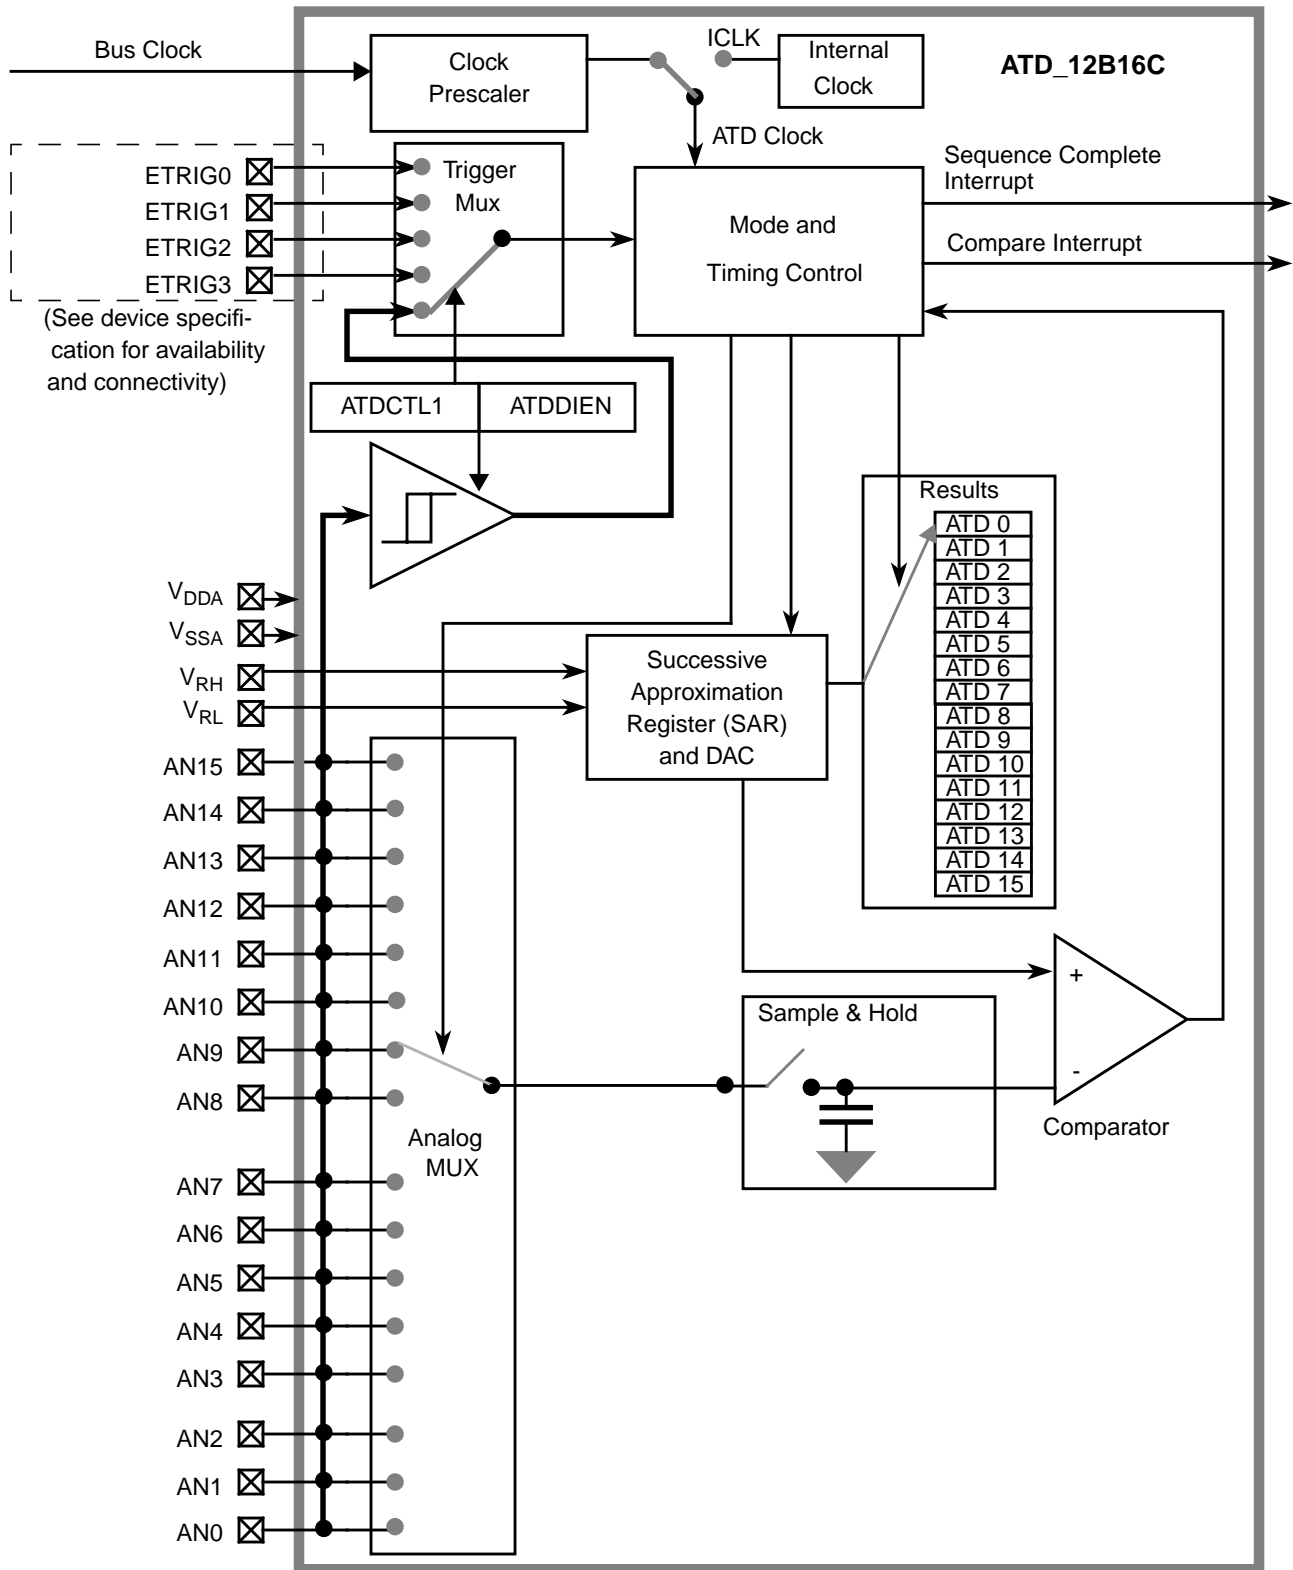 Bus Clock
Clock
Prescaler
ICLK
Internal
Clock
ATD_12B16C
ATD Clock
ETRIG0
ETRIG1
ETRIG2
ETRIG3
(See device specifi-
cation for availability
and connectivity)
Trigger
Mux
Mode and
Timing Control
Sequence Complete
Interrupt
Compare Interrupt
ATDCTL1
ATDDIEN
Results
ATD 0
ATD 1
ATD 2
ATD 3
ATD 4
ATD 5
ATD 6
ATD 7
ATD 8
ATD 9
ATD 10
ATD 11
ATD 12
ATD 13
ATD 14
ATD 15
VDDA
VSSA
VRH
VRL
Successive
Approximation
Register (SAR)
and DAC
AN15
AN14
AN13
AN12
AN11
AN10
AN9
AN8
AN7
AN6
AN5
AN4
AN3
AN2
AN1
AN0
Analog
MUX
Sample & Hold
+
-
Comparator